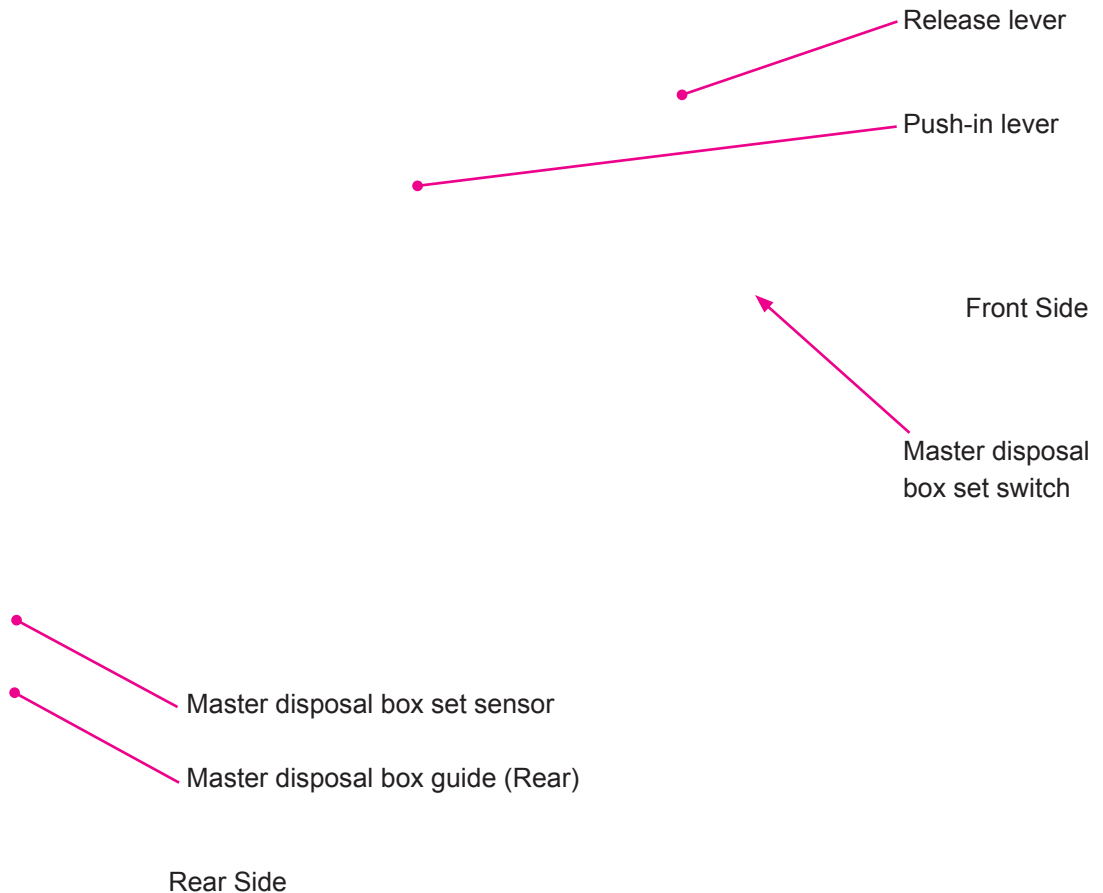 Release lever
Push-in lever
Front Side
Master disposal
box set switch
Master disposal box set sensor
Master disposal box guide (Rear)
Rear Side